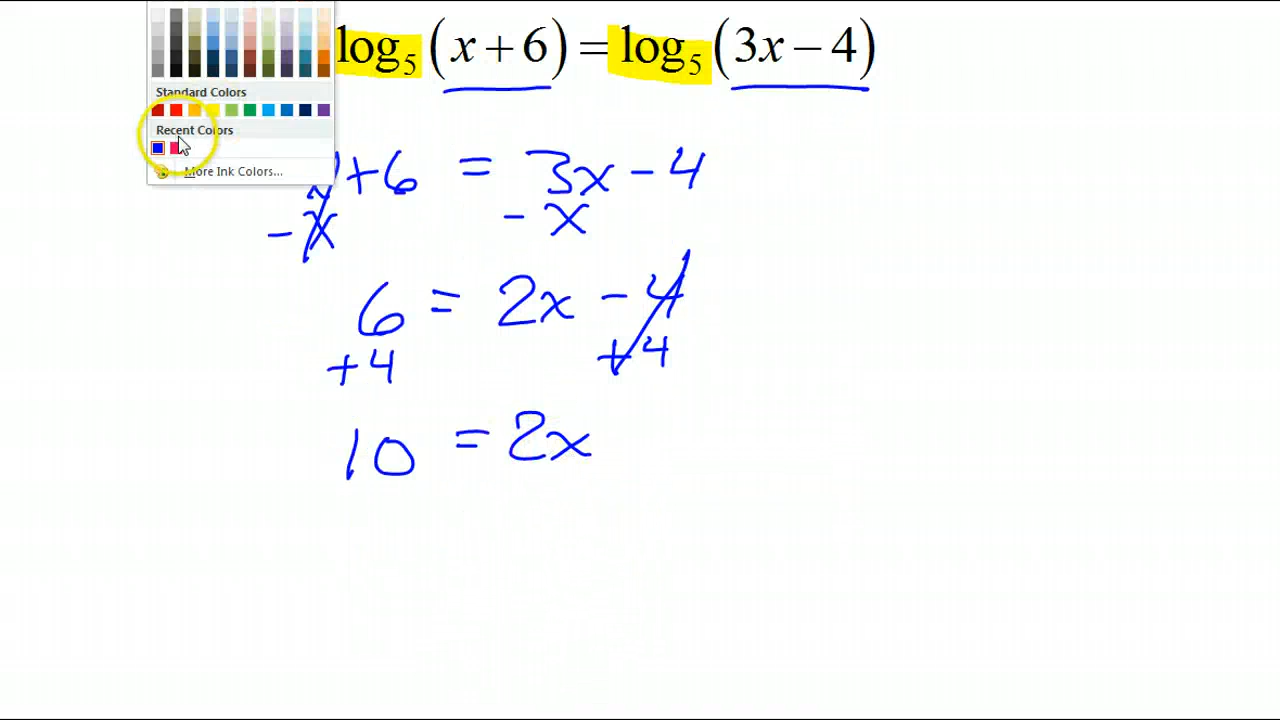 log₅ (x + 6) = log₅ (3x − 4)
Standard Colors
Recent Colors
More Ink Colors...
+6 = 3x - 4
- x - x
6 = 2x - 4
+4 +4
10 = 2x